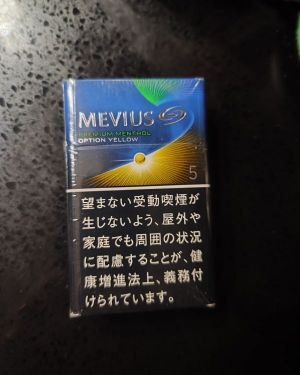 MEVIUS
PREMIUM MENTHOL
OPTION YELLOW
5
望まない受動喫煙が
生じないよう、屋外や
家庭でも周囲の状況
に配慮することが、健
康増進法上、義務付
けられています。